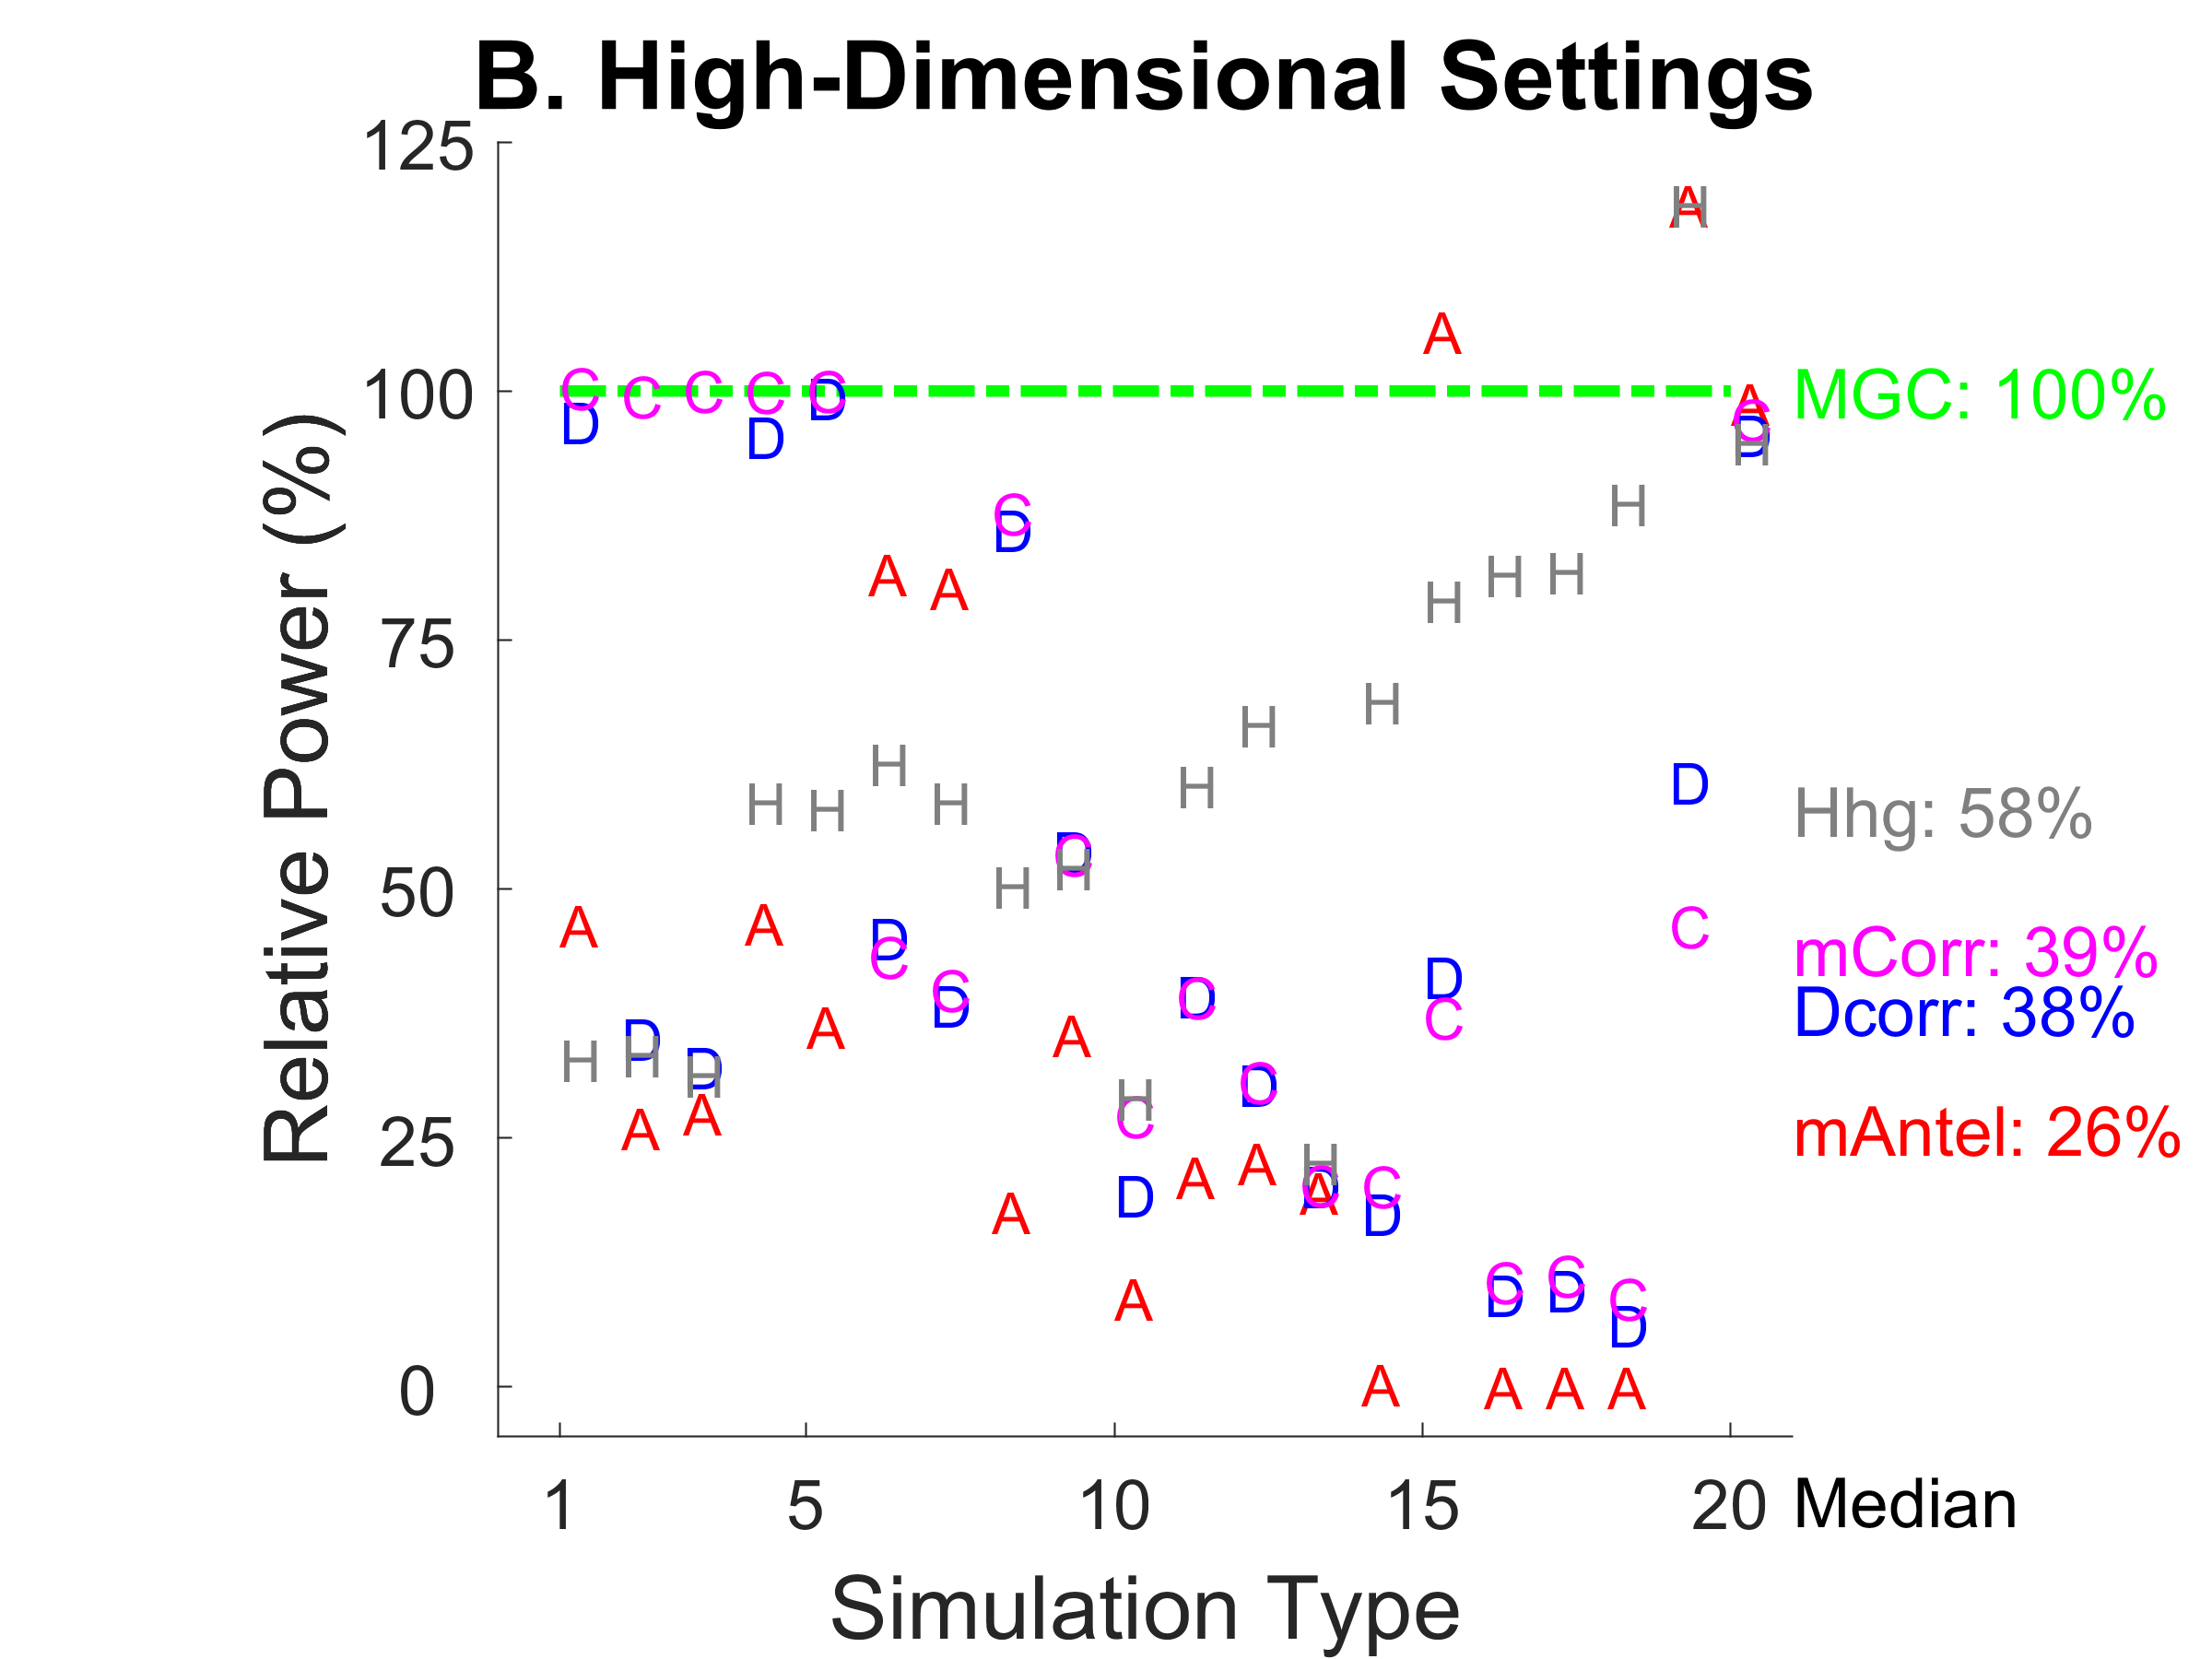 B. High-Dimensional Settings
Relative Power (%)
125
100
75
50
25
0
C C C C C
D D D
A A A A
H H H H H H H H H H H H H H H H H H H H
D D D D D D D D D D D D D D D D D
C C C C C C C C C C C C C C C
A A A A A A A A A A A A A A A A
MGC: 100%
Hhg: 58%
mCorr: 39%
Dcorr: 38%
mAntel: 26%
1 5 10 15 20 Median
Simulation Type